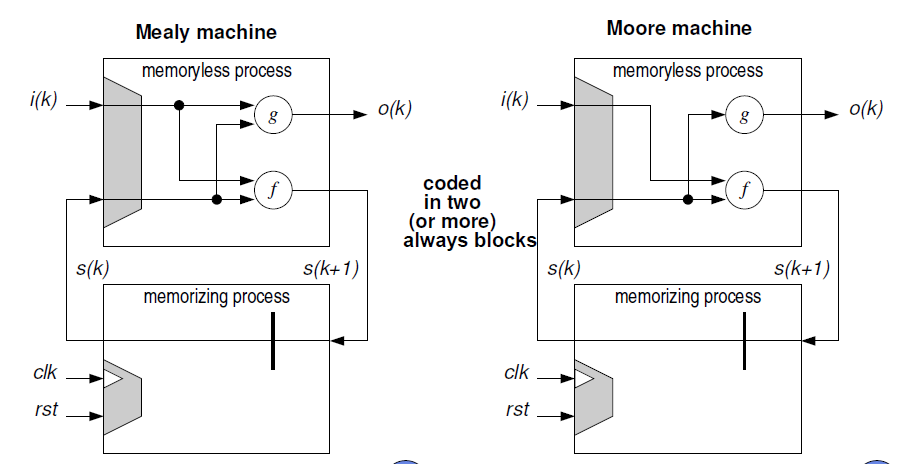 Mealy machine
memoryless process
i(k)
g
o(k)
f
s(k)
s(k+1)
memorizing process
clk
rst
coded
in two
(or more)
always blocks
Moore machine
memoryless process
i(k)
g
o(k)
f
s(k)
s(k+1)
memorizing process
clk
rst